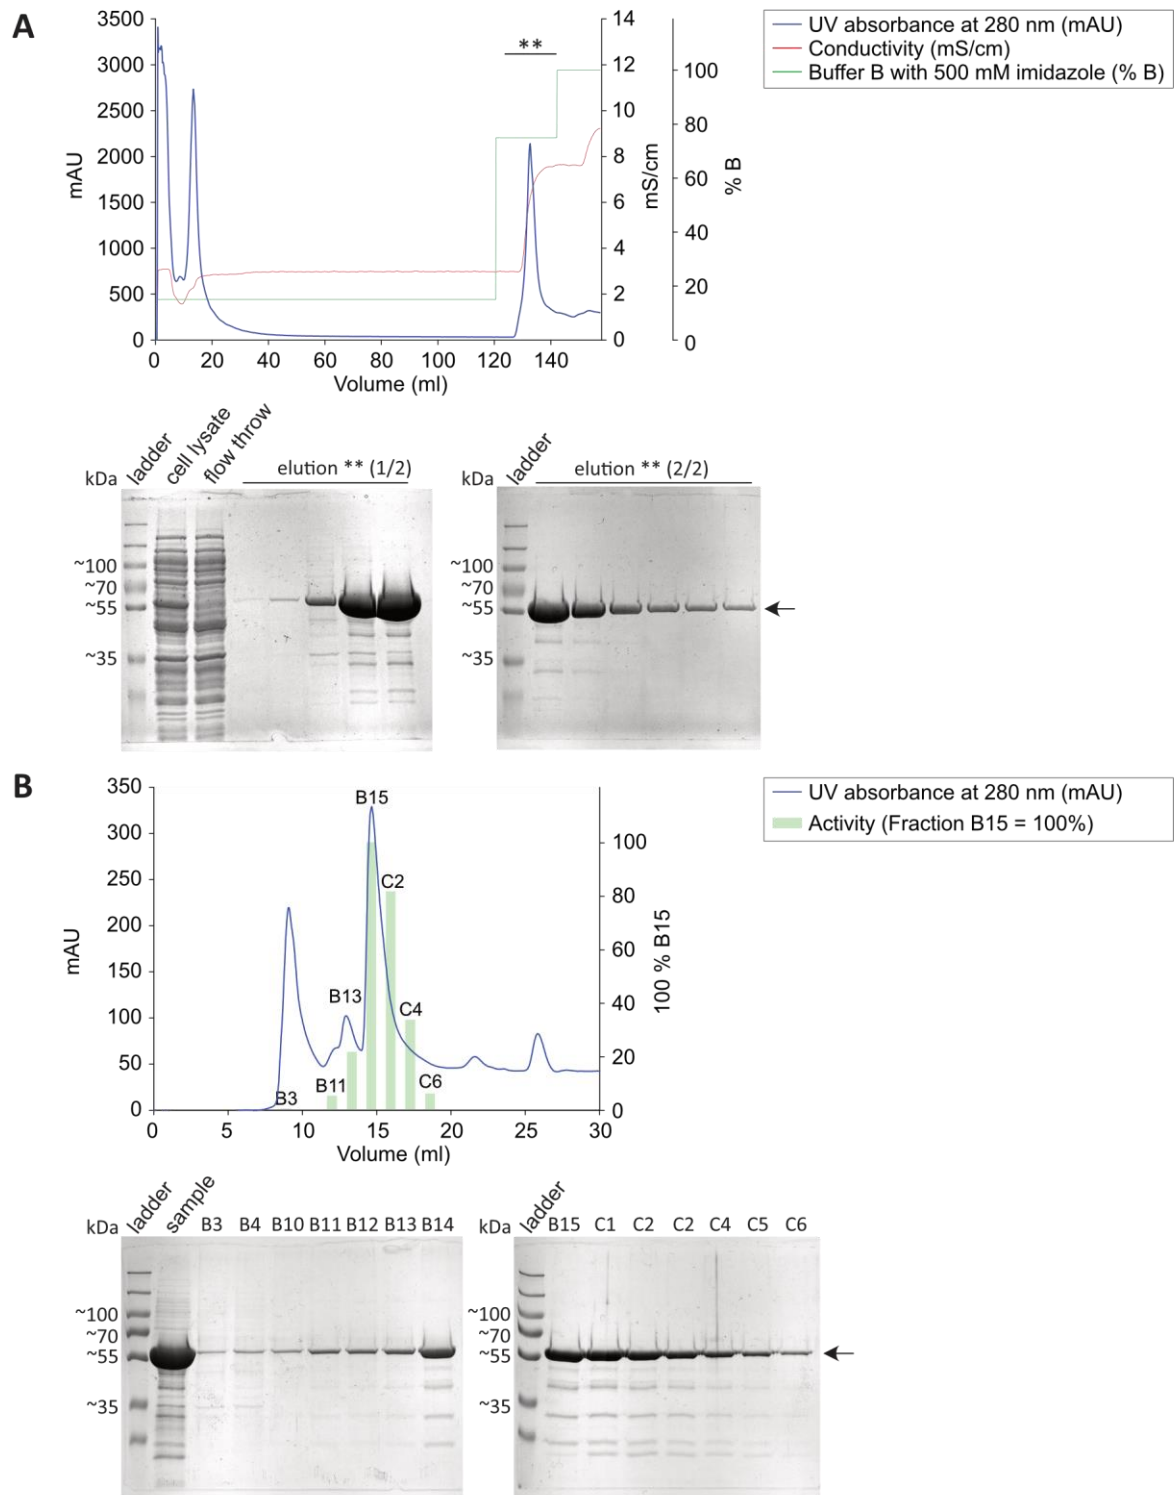 A
3500
3000
2500
2000
1500
1000
500
0
mAU
0 20 40 60 80 100 120 140
Volume (ml)
**
14
12
10
8
6
4
2
0
mS/cm
100
80
60
40
20
0
% B
UV absorbance at 280 nm (mAU)
Conductivity (mS/cm)
Buffer B with 500 mM imidazole (% B)
kDa
ladder
cell lysate
flow throw
elution ** (1/2)
~100
~70
~55
~35
kDa
ladder
elution ** (2/2)
~100
~70
~55
~35
B
350
300
250
200
150
100
50
0
mAU
B3
B11
B13
B15
C2
C4
C6
0 5 10 15 20 25 30
Volume (ml)
100
80
60
40
20
0
100 % B15
UV absorbance at 280 nm (mAU)
Activity (Fraction B15 = 100%)
kDa
ladder
sample
B3 B4 B10 B11 B12 B13 B14
~100
~70
~55
~35
kDa
ladder
B15 C1 C2 C2 C4 C5 C6
~100
~70
~55
~35